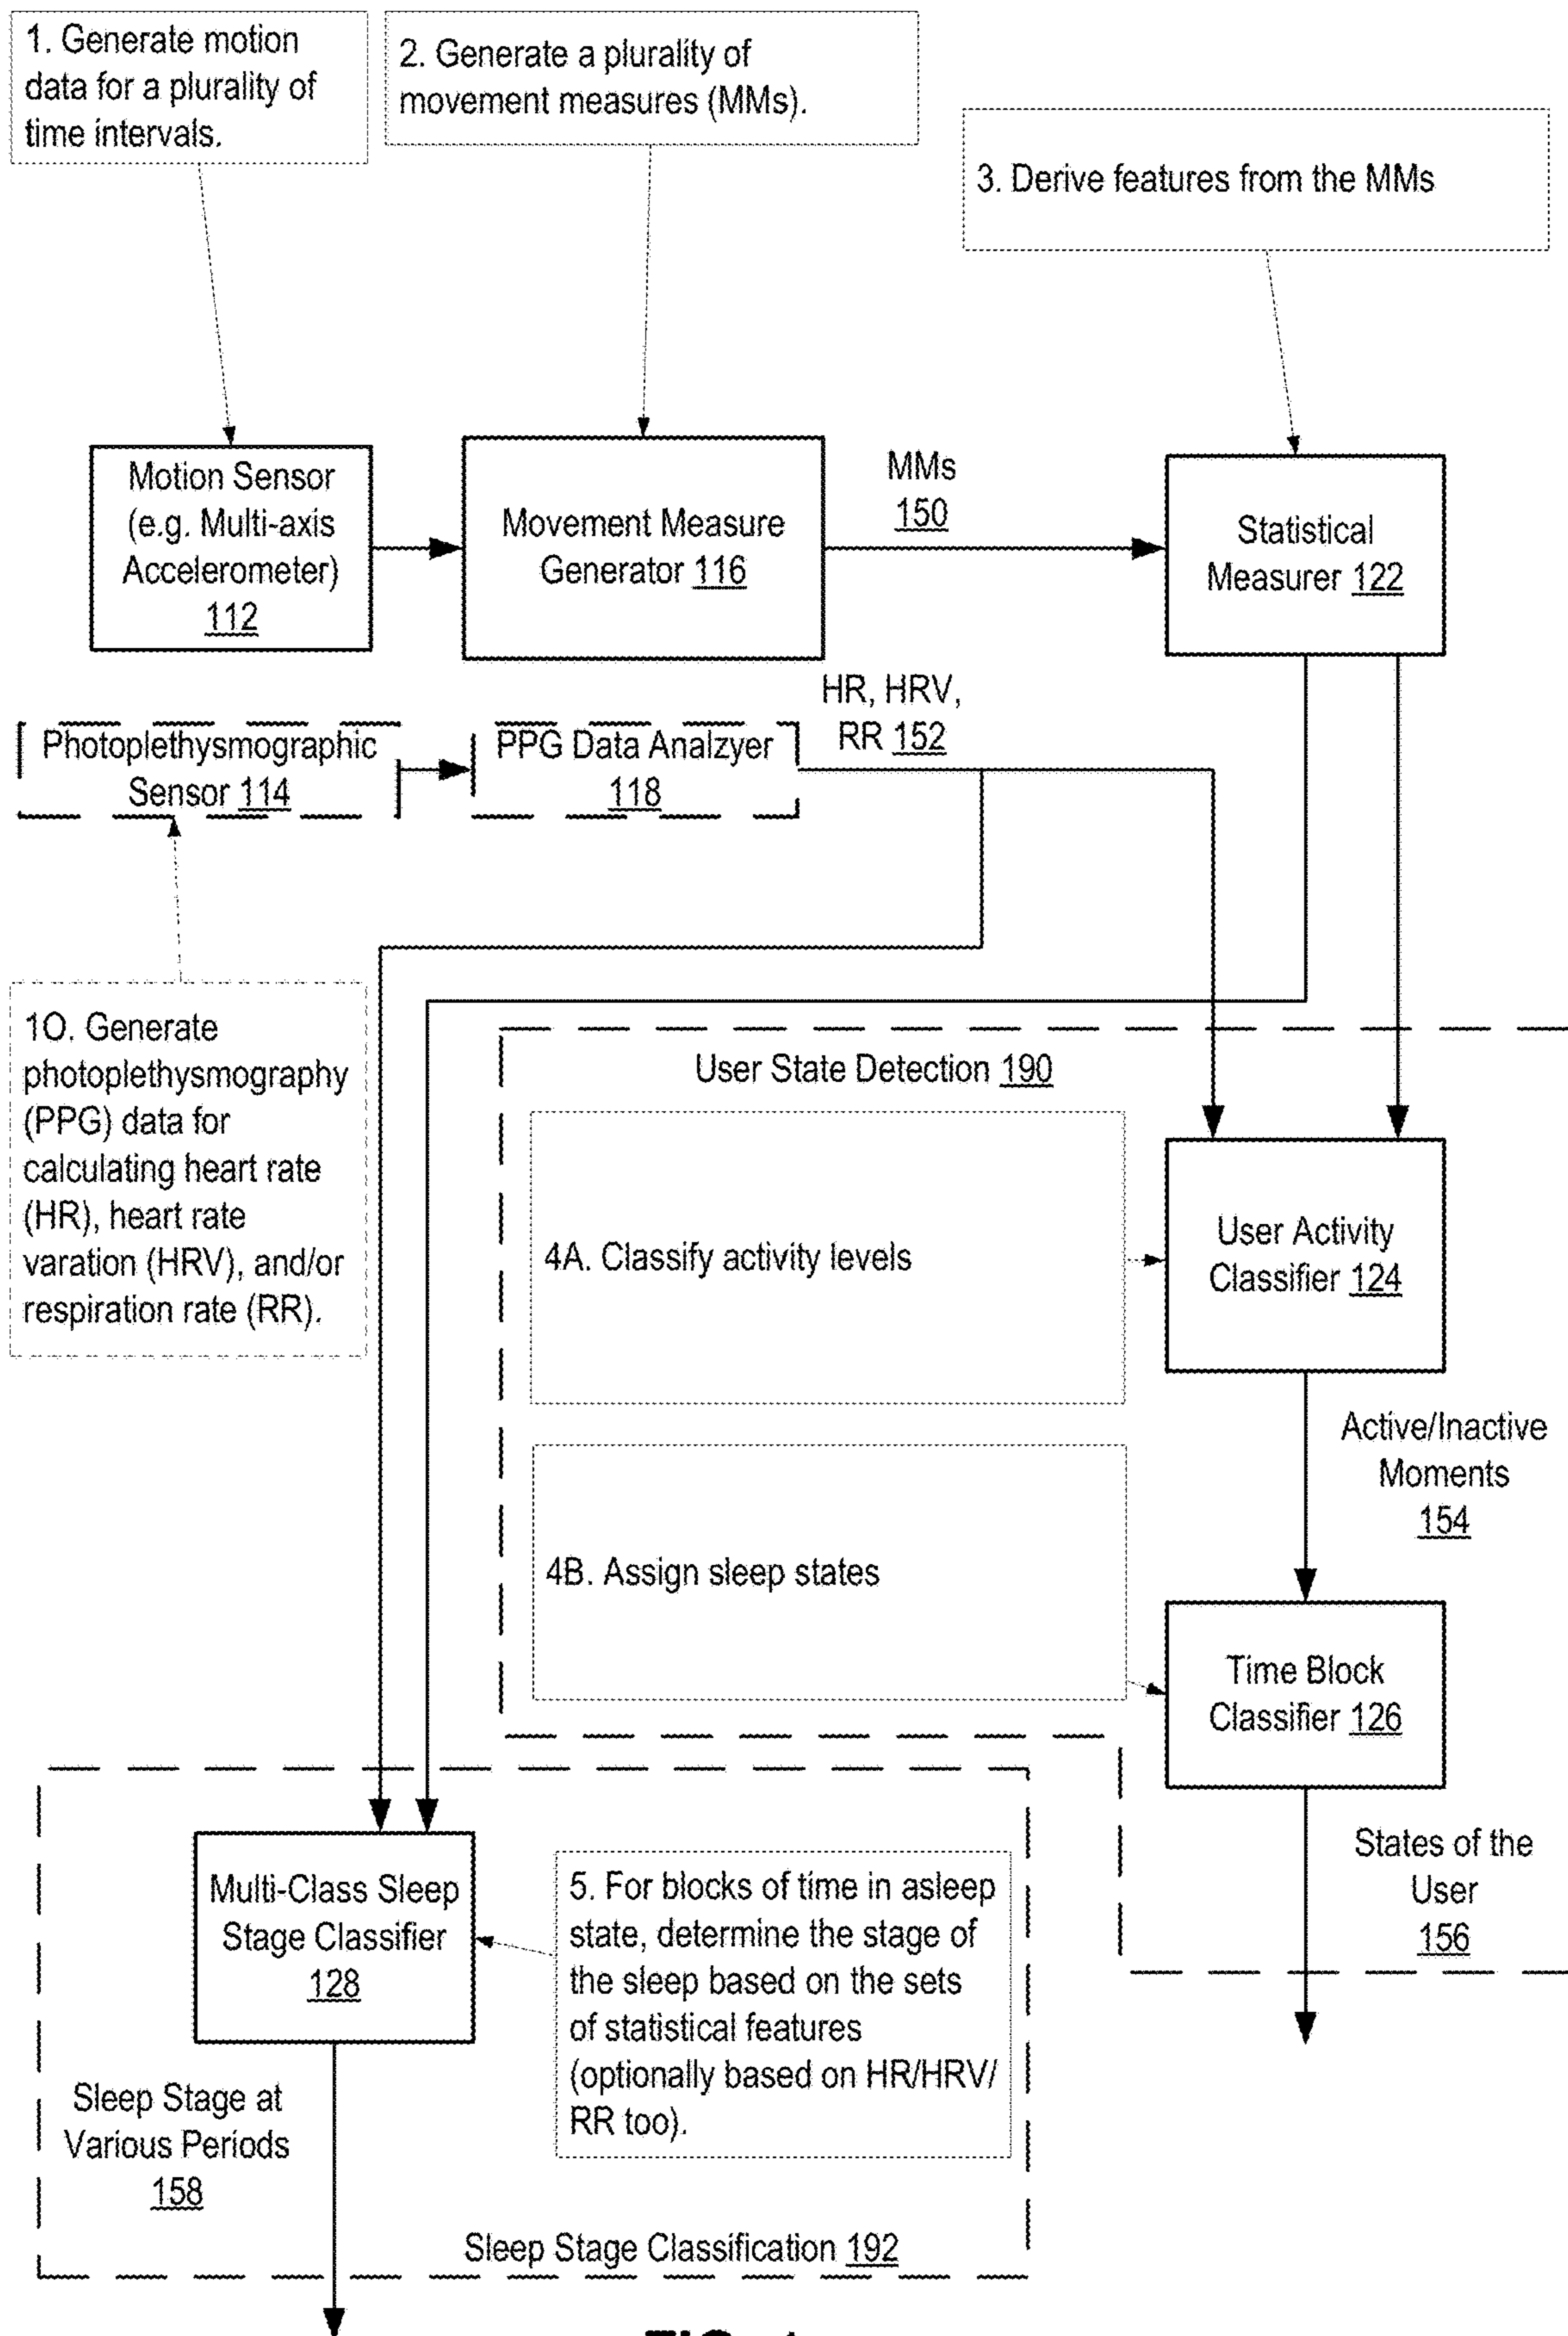 1. Generate motion
data for a plurality of
time intervals.
2. Generate a plurality of
movement measures (MMs).
3. Derive features from the MMs
Motion Sensor
(e.g. Multi-axis
Accelerometer)
112
Movement Measure
Generator 116
MMs
150
Statistical
Measurer 122
HR, HRV,
RR 152
Photoplethysmographic
Sensor 114
PPG Data Analzyer
118
1O. Generate
photoplethysmography
(PPG) data for
calculating heart rate
(HR), heart rate
varation (HRV), and/or
respiration rate (RR).
User State Detection 190
4A. Classify activity levels
User Activity
Classifier 124
Active/Inactive
Moments
154
4B. Assign sleep states
Time Block
Classifier 126
States of the
User
156
Multi-Class Sleep
Stage Classifier
128
5. For blocks of time in asleep
state, determine the stage of
the sleep based on the sets
of statistical features
(optionally based on HR/HRV/
RR too).
Sleep Stage at
Various Periods
158
Sleep Stage Classification 192